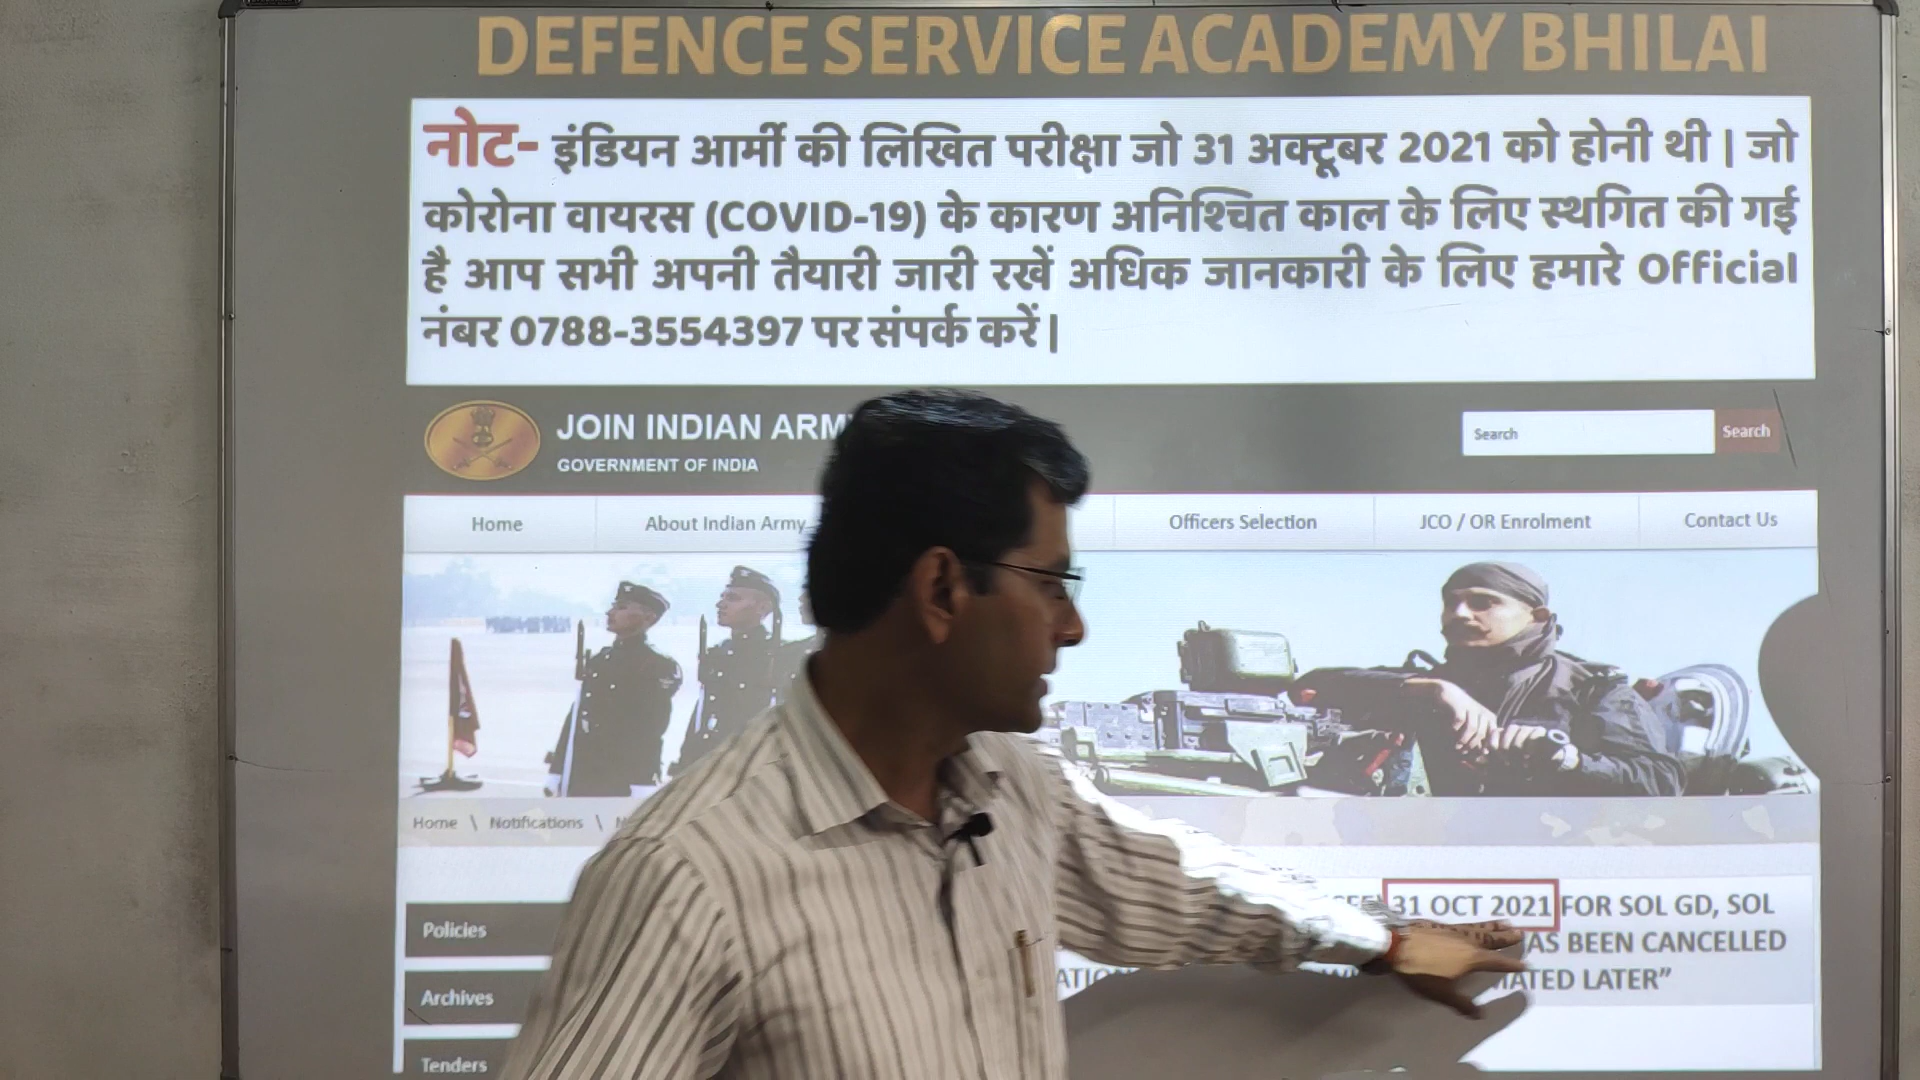 DEFENCE SERVICE ACADEMY BHILAI
नोट- इंडियन आर्मी की लिखित परीक्षा जो 31 अक्टूबर 2021 को होनी थी | जो
कोरोना वायरस (COVID-19) के कारण अनिश्चित काल के लिए स्थगित की गई
है आप सभी अपनी तैयारी जारी रखें अधिक जानकारी के लिए हमारे Official
नंबर 0788-3554397 पर संपर्क करें |
JOIN INDIAN ARMY
GOVERNMENT OF INDIA
Search Search
Home About Indian Army Officers Selection JCO / OR Enrolment Contact Us
Home \ Notifications \
31 OCT 2021 FOR SOL GD, SOL
BEEN CANCELLED
LATER”
Policies
Archives
Tenders